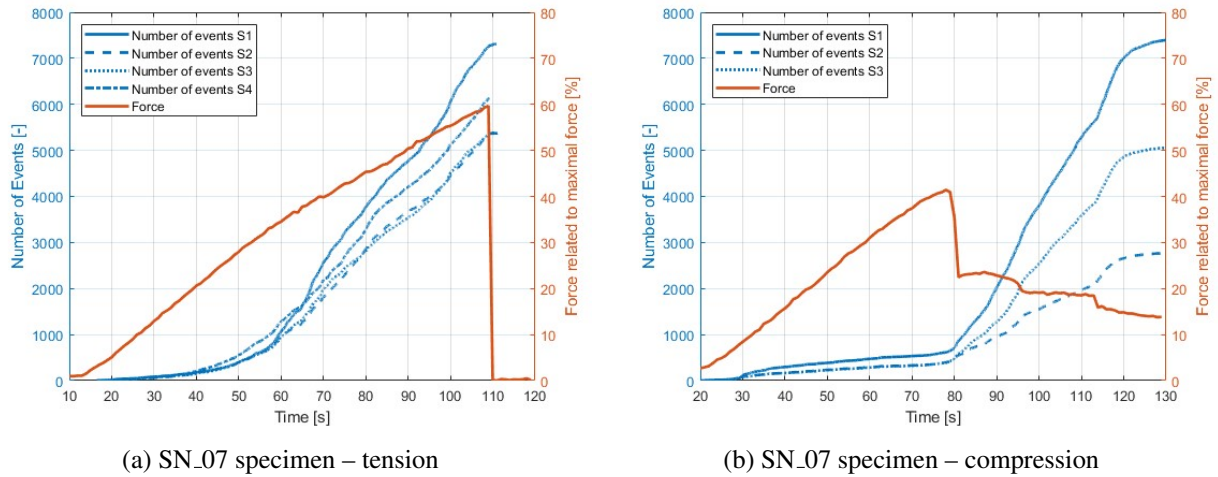 8000
7000
6000
5000
4000
3000
2000
1000
0
Number of Events [-]
Number of events S1
Number of events S2
Number of events S3
Number of events S4
Force
80
70
60
50
40
30
20
10
0
Force related to maximal force [%]
10 20 30 40 50 60 70 80 90 100 110 120
Time [s]
(a) SN_07 specimen – tension
8000
7000
6000
5000
4000
3000
2000
1000
0
Number of Events [-]
Number of events S1
Number of events S2
Number of events S3
Force
80
70
60
50
40
30
20
10
0
Force related to maximal force [%]
20 30 40 50 60 70 80 90 100 110 120 130
Time [s]
(b) SN_07 specimen – compression